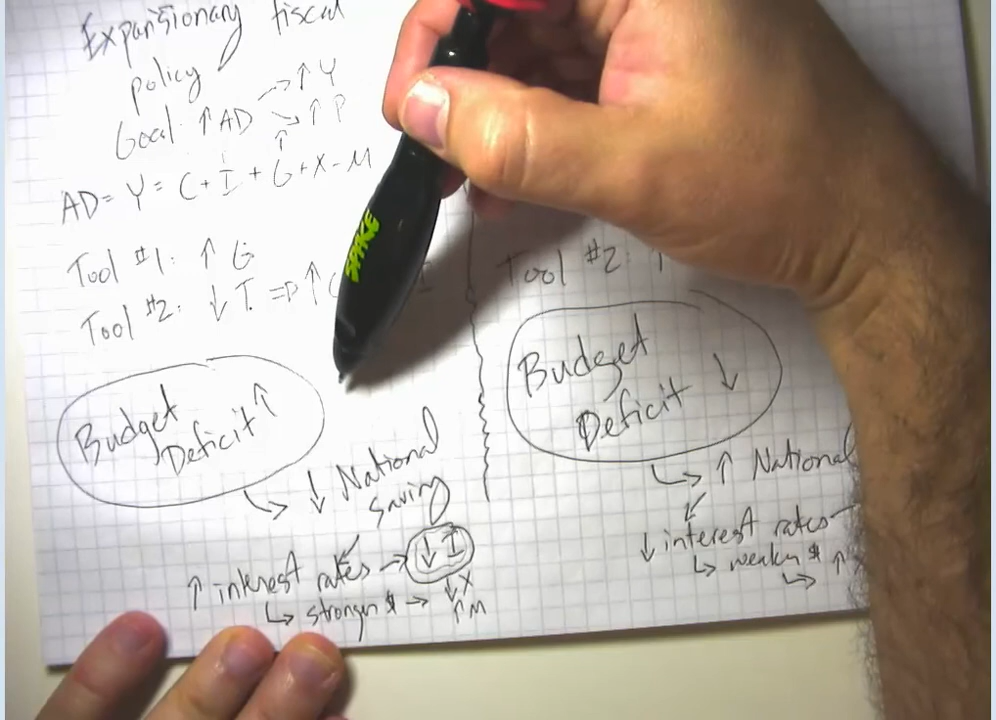 Expansionary fiscal
policy
Goal: ↑ AD → ↑ Y
↘ ↑ P
↑
AD = Y = C + I + G + X - M
Tool #1: ↑ G
Tool #2: ↓ T ⇒ ↑ C
Budget
Deficit ↑
↳ ↓ National
saving
↑ interest rates → ↓ I
↳ stronger $ → ↓ X
↑ M
Tool #2: ↑
Budget
Deficit ↓
↳ ↑ National
↓ interest rates
↳ weaker $
↳ ↑ X
SPACE